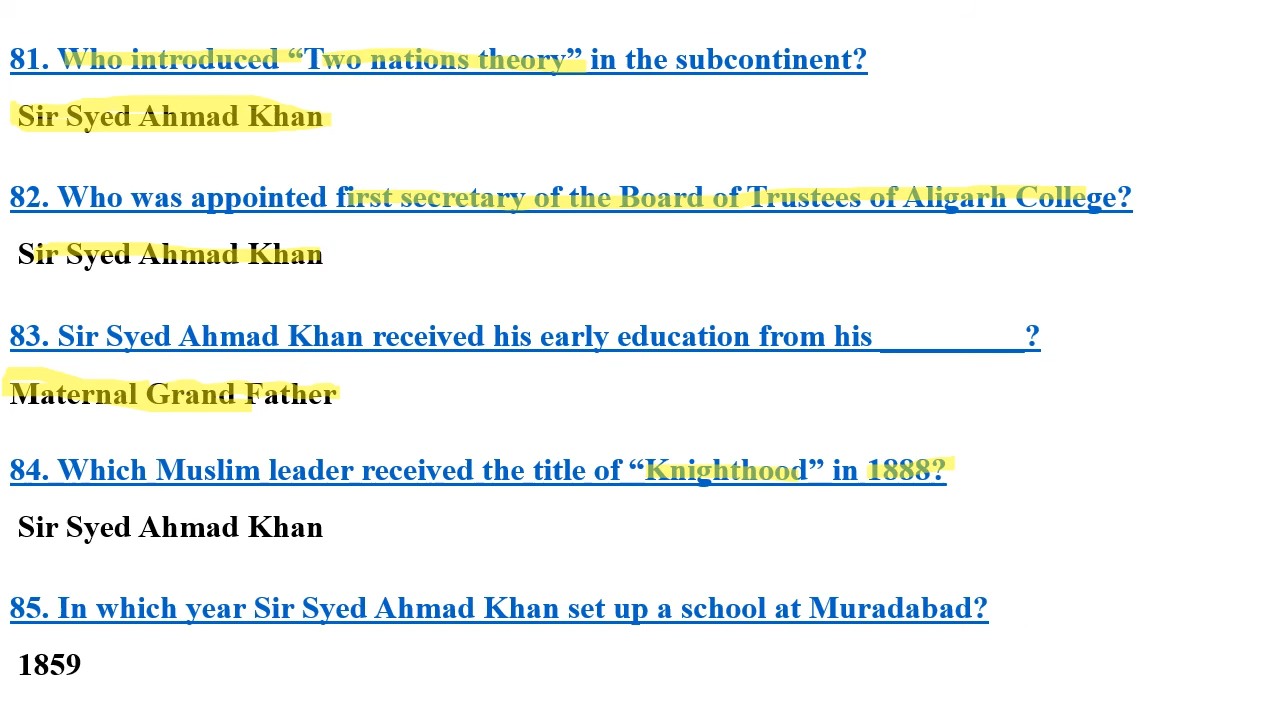 81. Who introduced “Two nations theory” in the subcontinent?
Sir Syed Ahmad Khan
82. Who was appointed first secretary of the Board of Trustees of Aligarh College?
Sir Syed Ahmad Khan
83. Sir Syed Ahmad Khan received his early education from his _________?
Maternal Grand Father
84. Which Muslim leader received the title of “Knighthood” in 1888?
Sir Syed Ahmad Khan
85. In which year Sir Syed Ahmad Khan set up a school at Muradabad?
1859